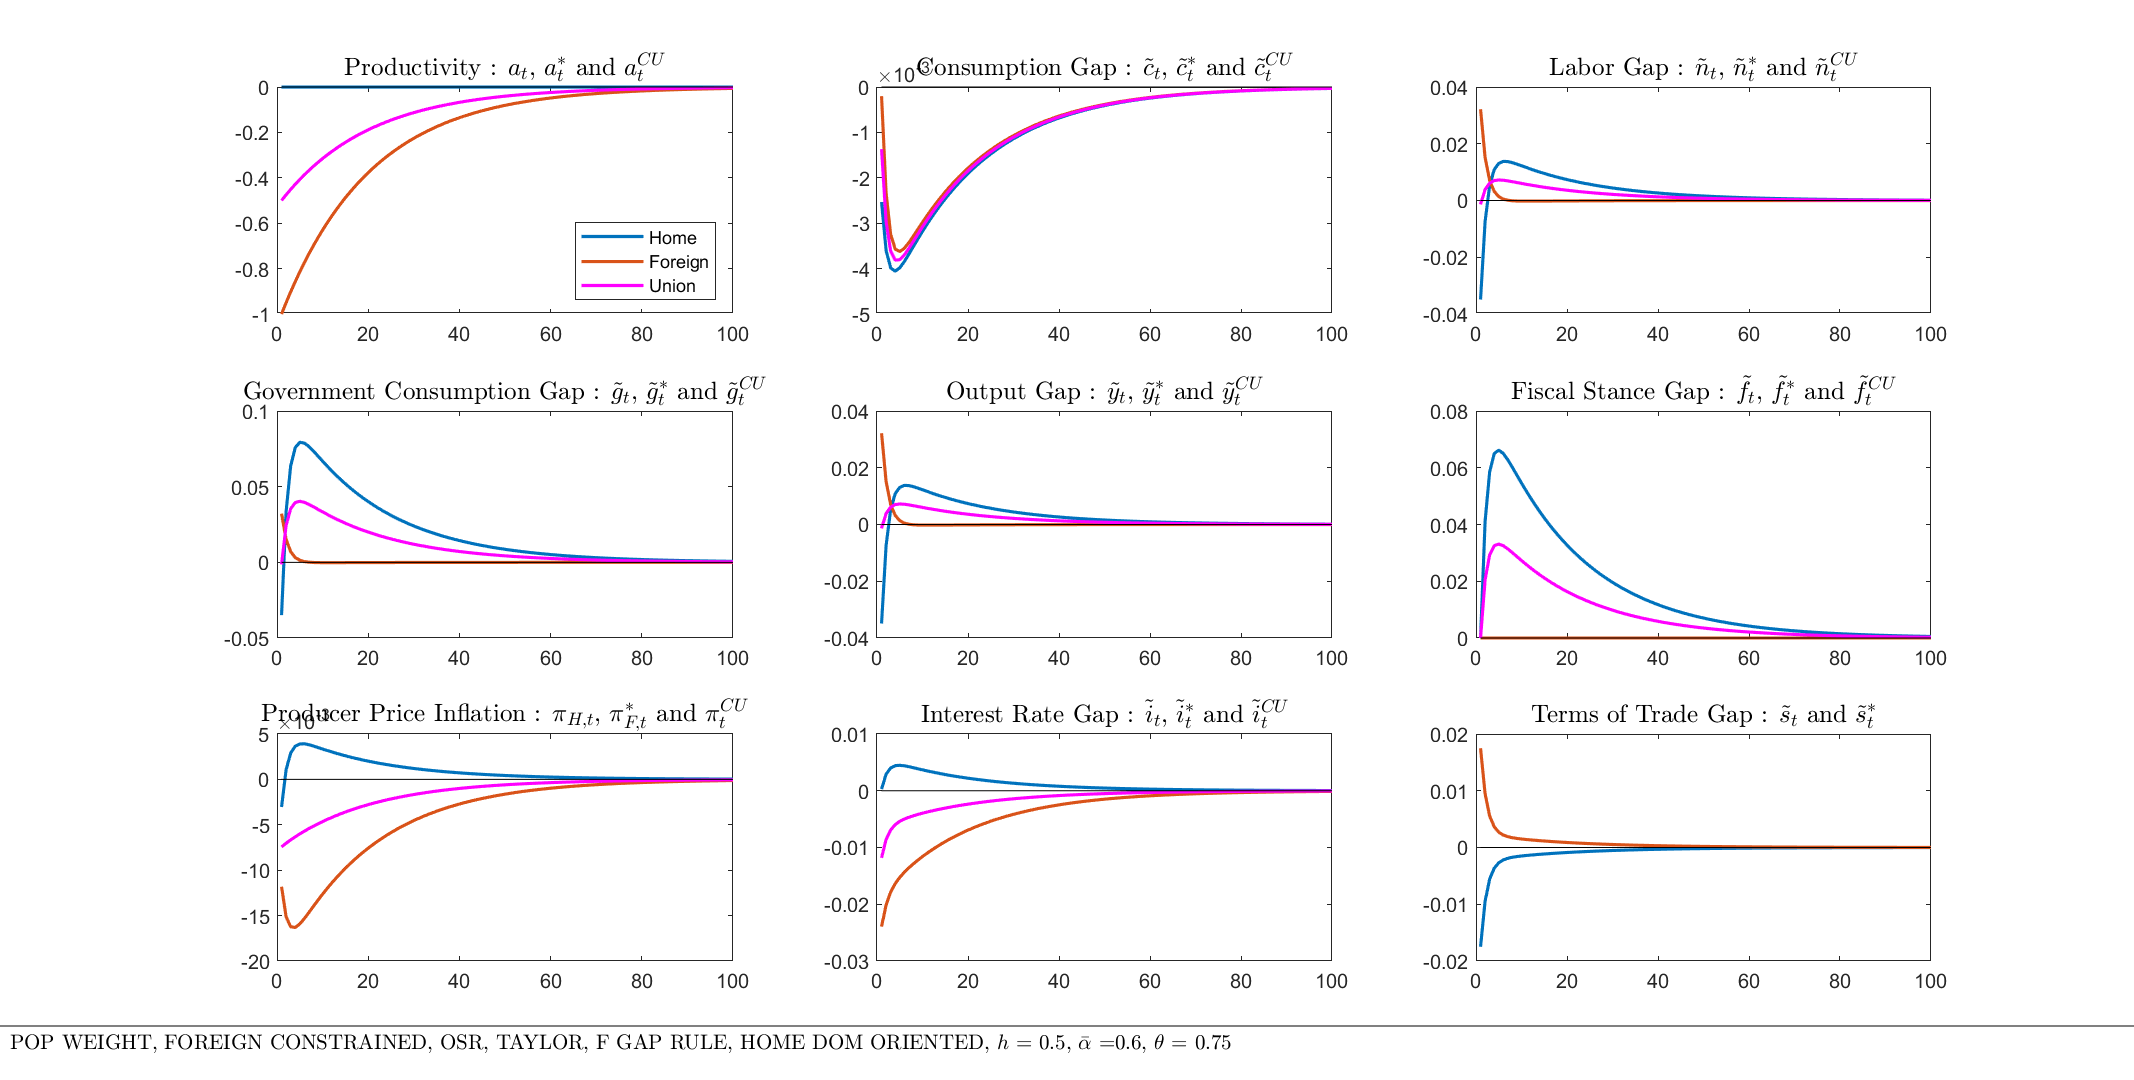 Productivity : a_t, a_t^* and a_t^{CU}
0
-0.2
-0.4
-0.6
-0.8
-1
0 20 40 60 80 100
Home
Foreign
Union
Consumption Gap : c̃_t, c̃_t^* and c̃_t^{CU}
×10^{-3}
0
-1
-2
-3
-4
-5
0 20 40 60 80 100
Labor Gap : ñ_t, ñ_t^* and ñ_t^{CU}
0.04
0.02
0
-0.02
-0.04
0 20 40 60 80 100
Government Consumption Gap : g̃_t, g̃_t^* and g̃_t^{CU}
0.1
0.05
0
-0.05
0 20 40 60 80 100
Output Gap : ỹ_t, ỹ_t^* and ỹ_t^{CU}
0.04
0.02
0
-0.02
-0.04
0 20 40 60 80 100
Fiscal Stance Gap : f̃_t, f̃_t^* and f̃_t^{CU}
0.08
0.06
0.04
0.02
0
0 20 40 60 80 100
Producer Price Inflation : π_{H,t}, π_{F,t}^* and π_t^{CU}
×10^{-3}
5
0
-5
-10
-15
-20
0 20 40 60 80 100
Interest Rate Gap : ĩ_t, ĩ_t^* and ĩ_t^{CU}
0.01
0
-0.01
-0.02
-0.03
0 20 40 60 80 100
Terms of Trade Gap : s̃_t and s̃_t^*
0.02
0.01
0
-0.01
-0.02
0 20 40 60 80 100
POP WEIGHT, FOREIGN CONSTRAINED, OSR, TAYLOR, F GAP RULE, HOME DOM ORIENTED, h = 0.5, ᾱ =0.6, θ = 0.75